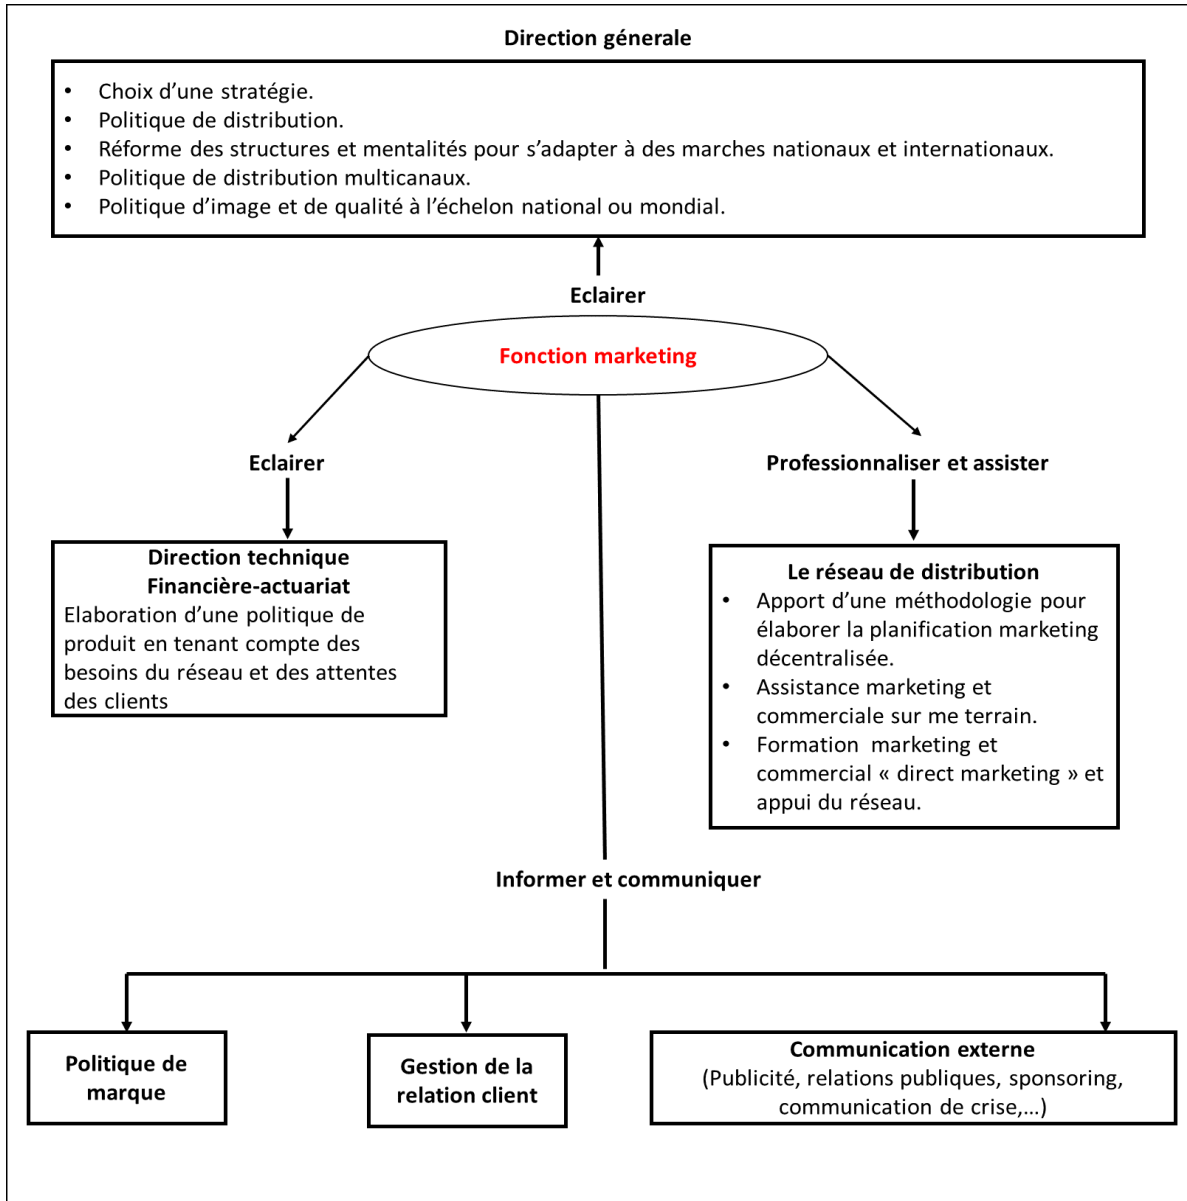 Direction génerale
• Choix d'une stratégie.
• Politique de distribution.
• Réforme des structures et mentalités pour s'adapter à des marches nationaux et internationaux.
• Politique de distribution multicanaux.
• Politique d'image et de qualité à l'échelon national ou mondial.
Eclairer
Fonction marketing
Eclairer
Professionnaliser et assister
Direction technique
Financière-actuariat
Elaboration d'une politique de
produit en tenant compte des
besoins du réseau et des attentes
des clients
Le réseau de distribution
• Apport d'une méthodologie pour
élaborer la planification marketing
décentralisée.
• Assistance marketing et
commerciale sur me terrain.
• Formation marketing et
commercial « direct marketing » et
appui du réseau.
Informer et communiquer
Politique de
marque
Gestion de la
relation client
Communication externe
(Publicité, relations publiques, sponsoring,
communication de crise,...)